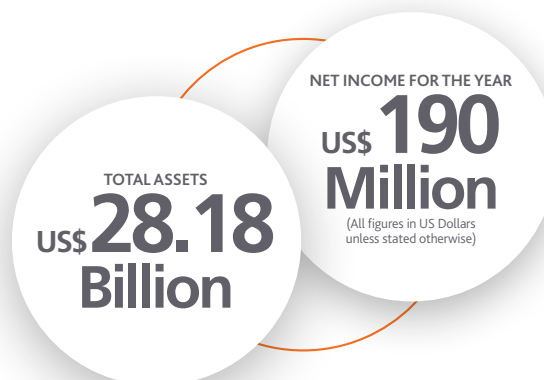 TOTAL ASSETS
US$ 28.18
Billion
NET INCOME FOR THE YEAR
US$ 190
Million
(All figures in US Dollars
unless stated otherwise)